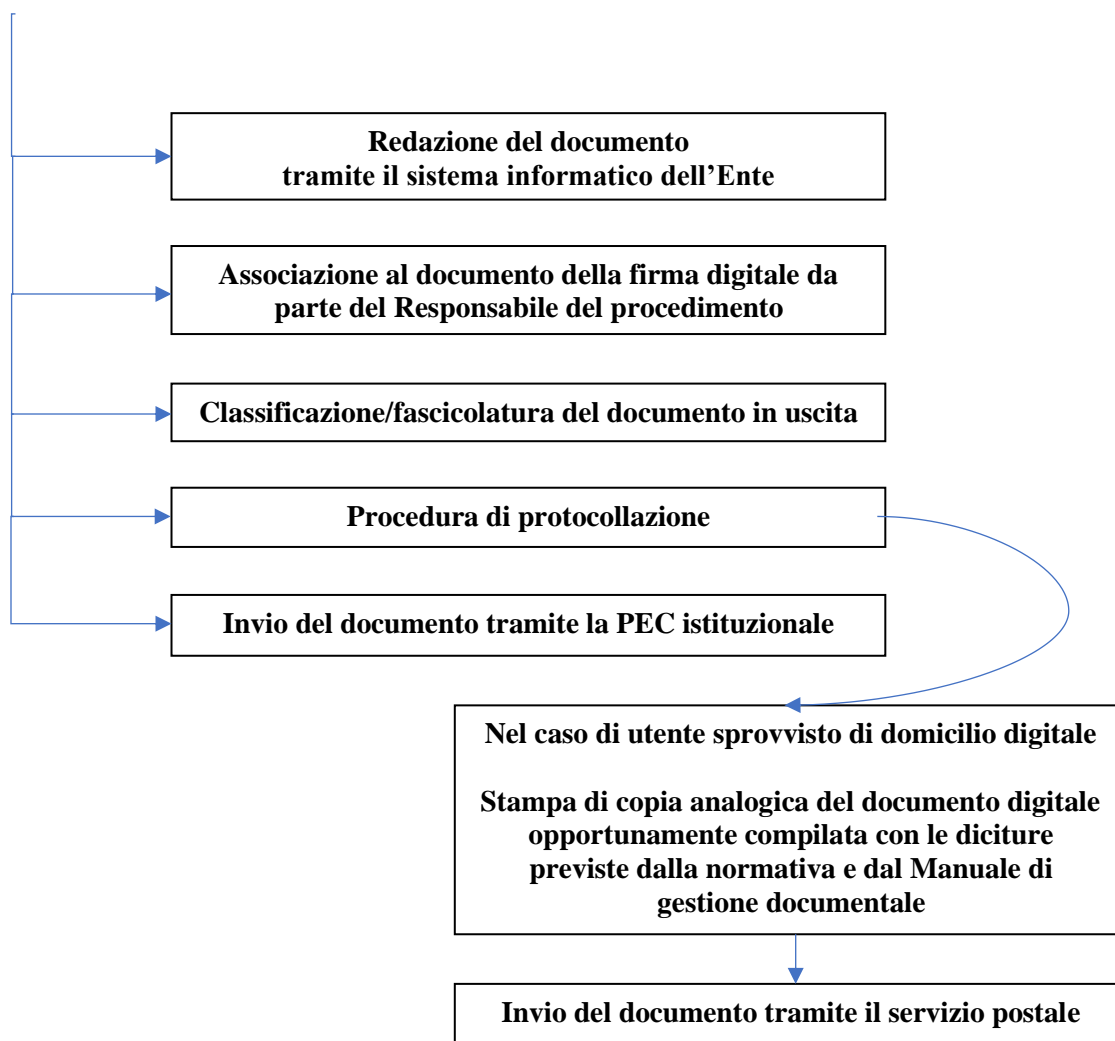 Redazione del documento
tramite il sistema informatico dell’Ente
Associazione al documento della firma digitale da
parte del Responsabile del procedimento
Classificazione/fascicolatura del documento in uscita
Procedura di protocollazione
Invio del documento tramite la PEC istituzionale
Nel caso di utente sprovvisto di domicilio digitale
Stampa di copia analogica del documento digitale
opportunamente compilata con le diciture
previste dalla normativa e dal Manuale di
gestione documentale
Invio del documento tramite il servizio postale